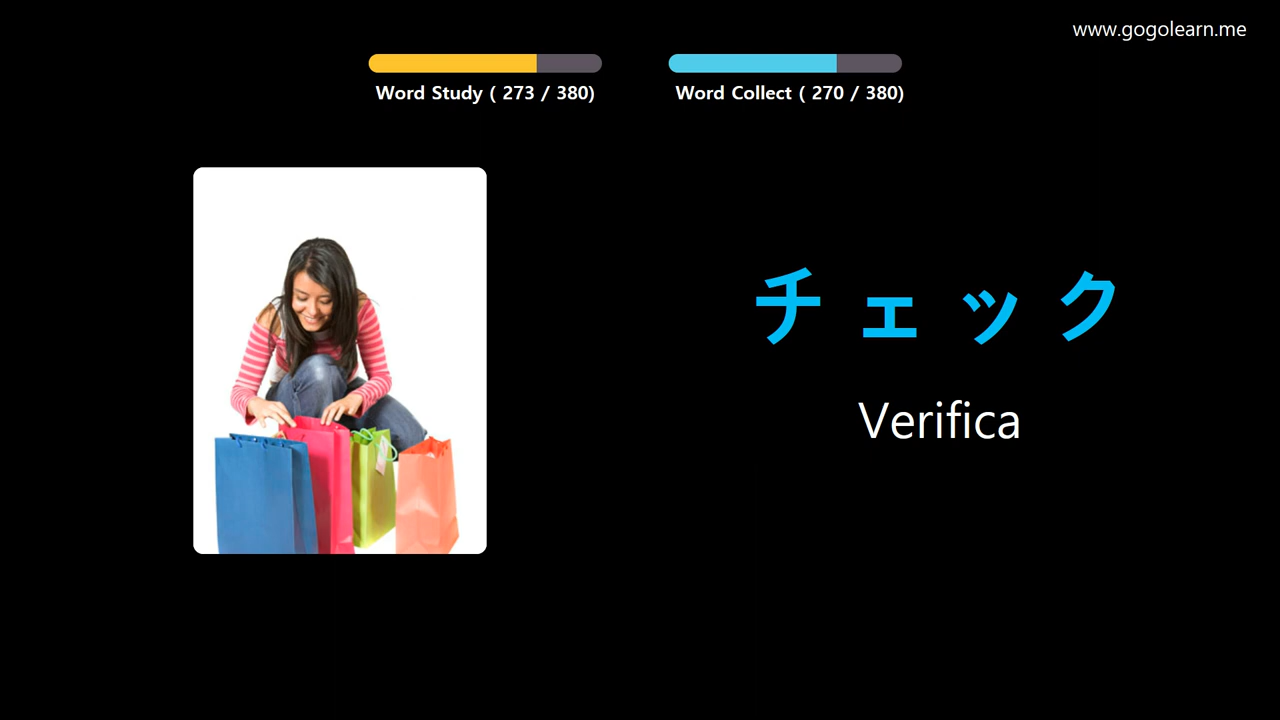 www.gogolearn.me
Word Study ( 273 / 380)
Word Collect ( 270 / 380)
チェック
Verifica